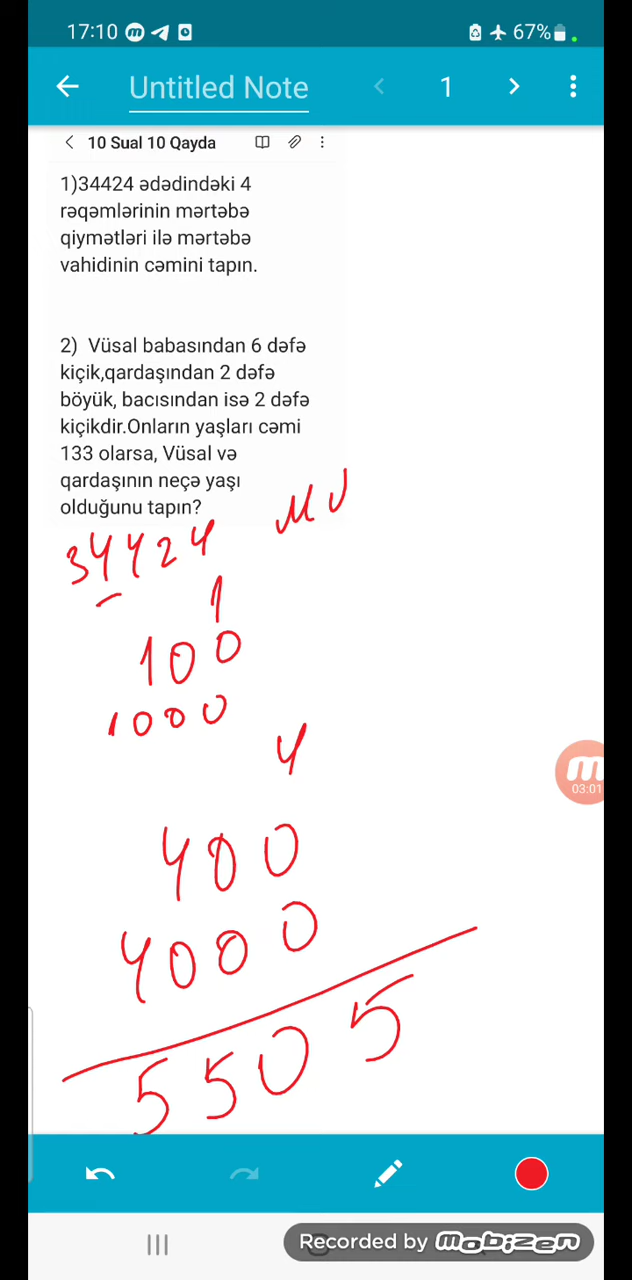 17:10 67%
Untitled Note 1
10 Sual 10 Qayda
1)34424 ədədindəki 4
rəqəmlərinin mərtəbə
qiymətləri ilə mərtəbə
vahidinin cəmini tapın.
2) Vüsal babasından 6 dəfə
kiçik,qardaşından 2 dəfə
böyük, bacısından isə 2 dəfə
kiçikdir.Onların yaşları cəmi
133 olarsa, Vüsal və
qardaşının neçə yaşı
olduğunu tapın?
MV
34424
1
100
1000
4
400
4000
5505
03:01
Recorded by mobizen